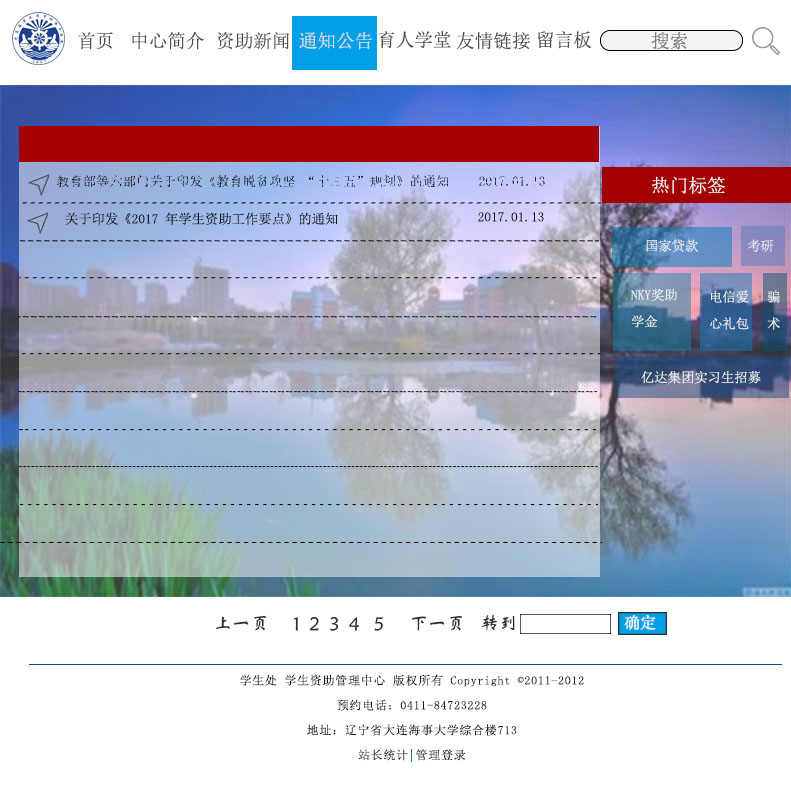 首页 中心简介 资助新闻 通知公告 育人学堂 友情链接 留言板 搜索
教育部等六部门关于印发《教育脱贫攻坚 “十三五”规划》的通知 2017.01.13
关于印发《2017 年学生资助工作要点》的通知 2017.01.13
热门标签
国家贷款 考研
NKY奖助学金
电信爱心礼包
骗术
亿达集团实习生招募
上一页 1 2 3 4 5 下一页 转到 确定
学生处 学生资助管理中心 版权所有 Copyright ©2011-2012
预约电话：0411-84723228
地址：辽宁省大连海事大学综合楼713
站长统计|管理登录